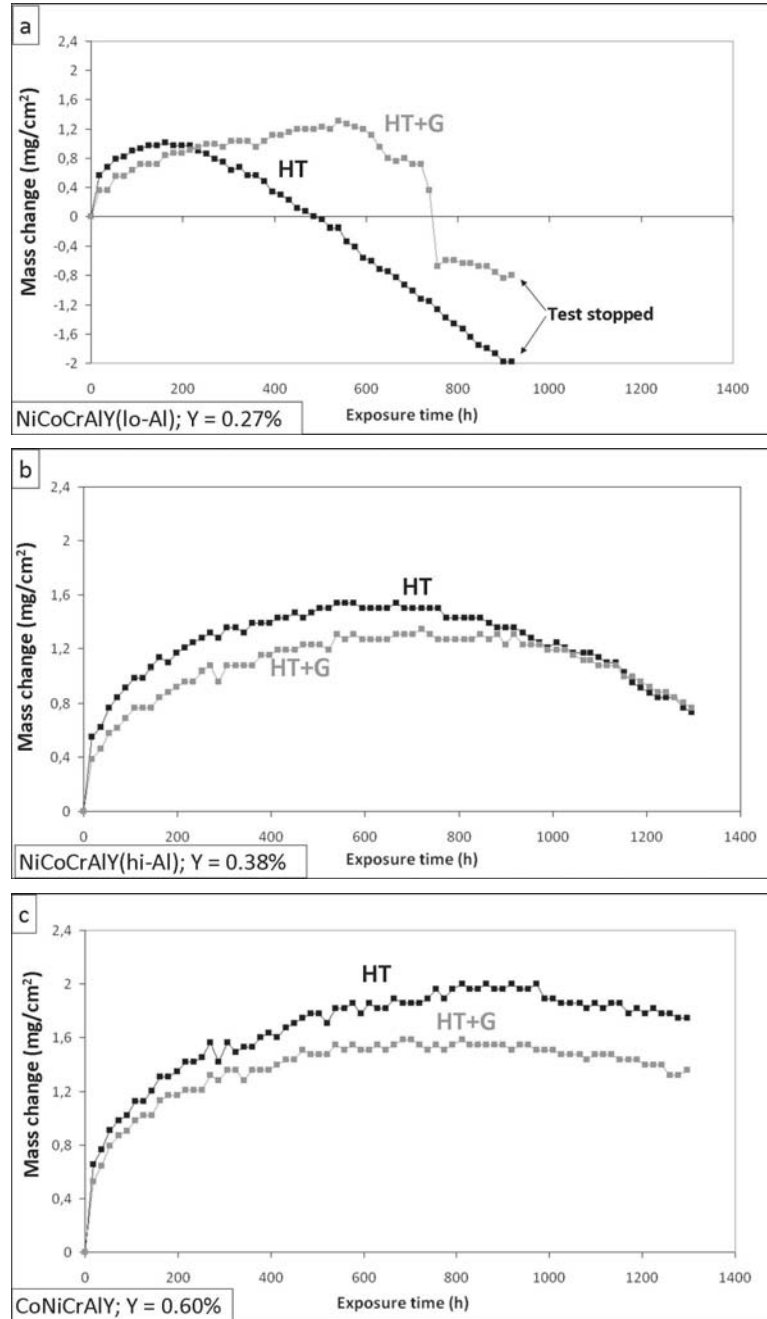 a
2,4
2
1,6
1,2
0,8
0,4
0
-0,4
-0,8
-1,2
-1,6
-2
Mass change (mg/cm²)
HT+G
HT
Test stopped
0 200 400 600 800 1000 1200 1400
Exposure time (h)
NiCoCrAlY(lo-Al); Y = 0.27%
b
2,4
2
1,6
1,2
0,8
0,4
0
Mass change (mg/cm²)
HT
HT+G
0 200 400 600 800 1000 1200 1400
Exposure time (h)
NiCoCrAlY(hi-Al); Y = 0.38%
c
2,4
2
1,6
1,2
0,8
0,4
0
Mass change (mg/cm²)
HT
HT+G
0 200 400 600 800 1000 1200 1400
Exposure time (h)
CoNiCrAlY; Y = 0.60%